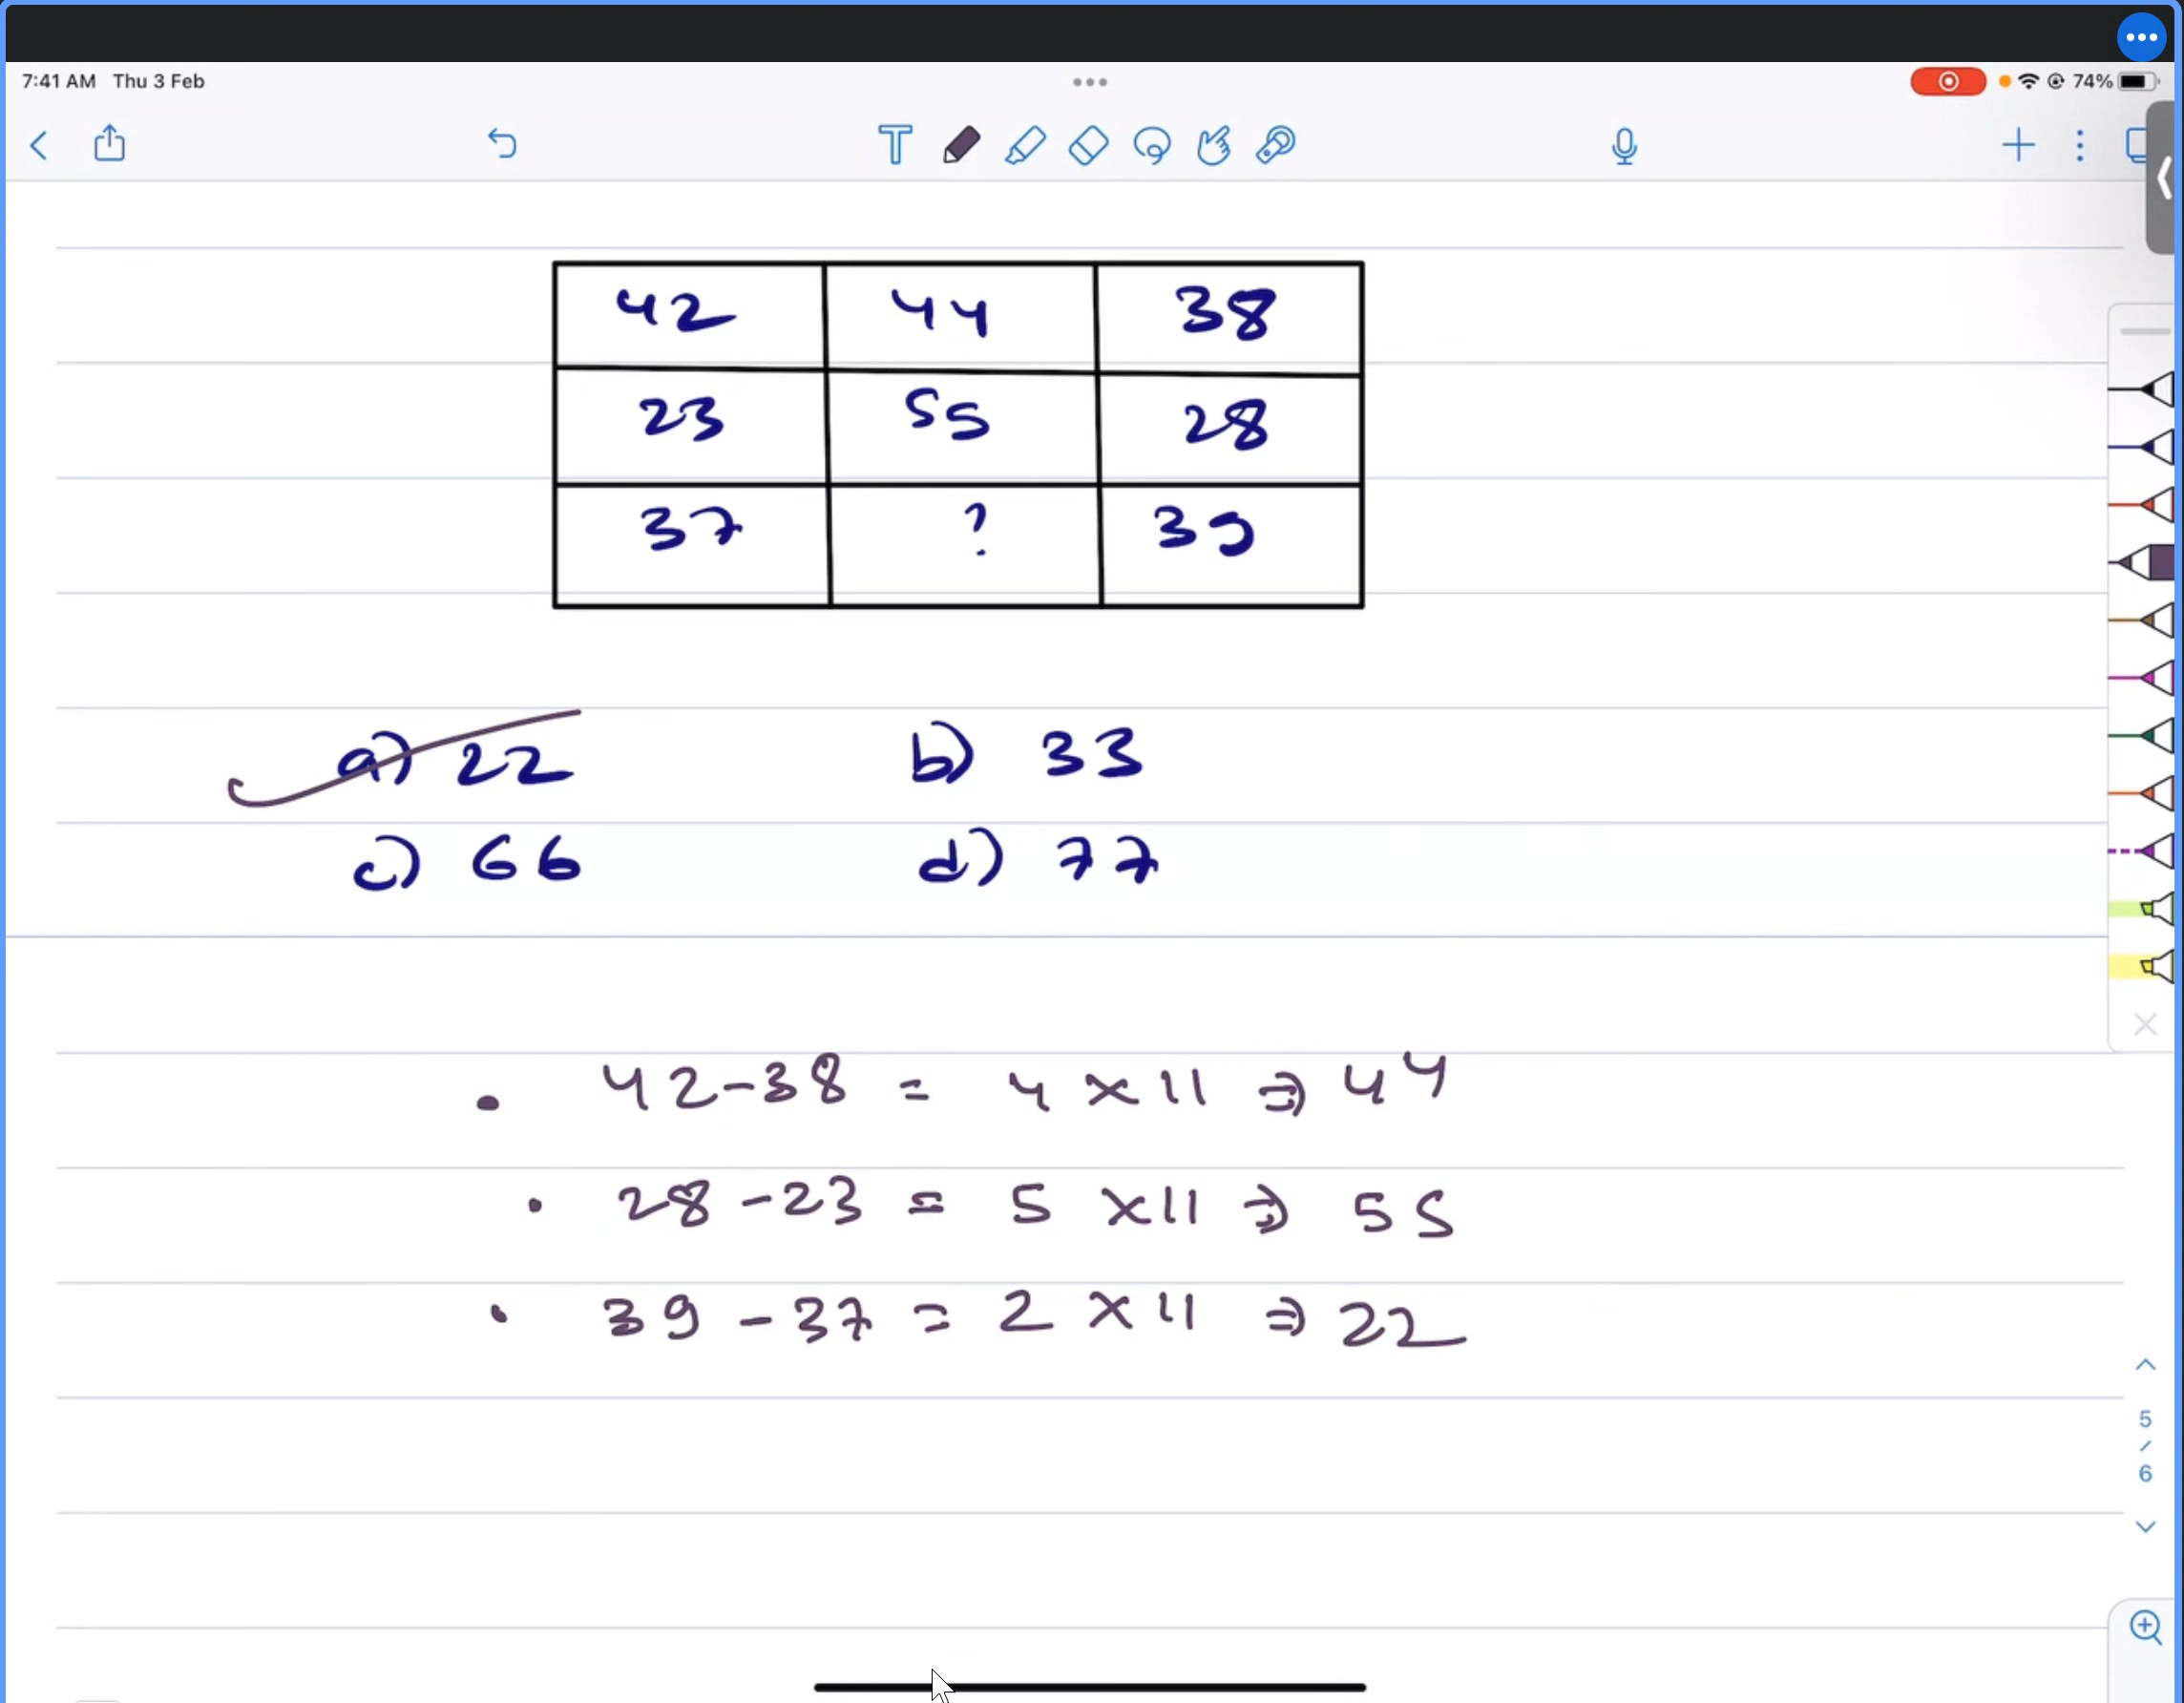 7:41 AM Thu 3 Feb 74%
T
42 44 38
23 55 28
37 ? 39
a) 22 b) 33
c) 66 d) 77
• 42-38 = 4 × 11 ⇒ 44
• 28-23 = 5 ×11 ⇒ 55
• 39-37 = 2 × 11 ⇒ 22
5
/
6